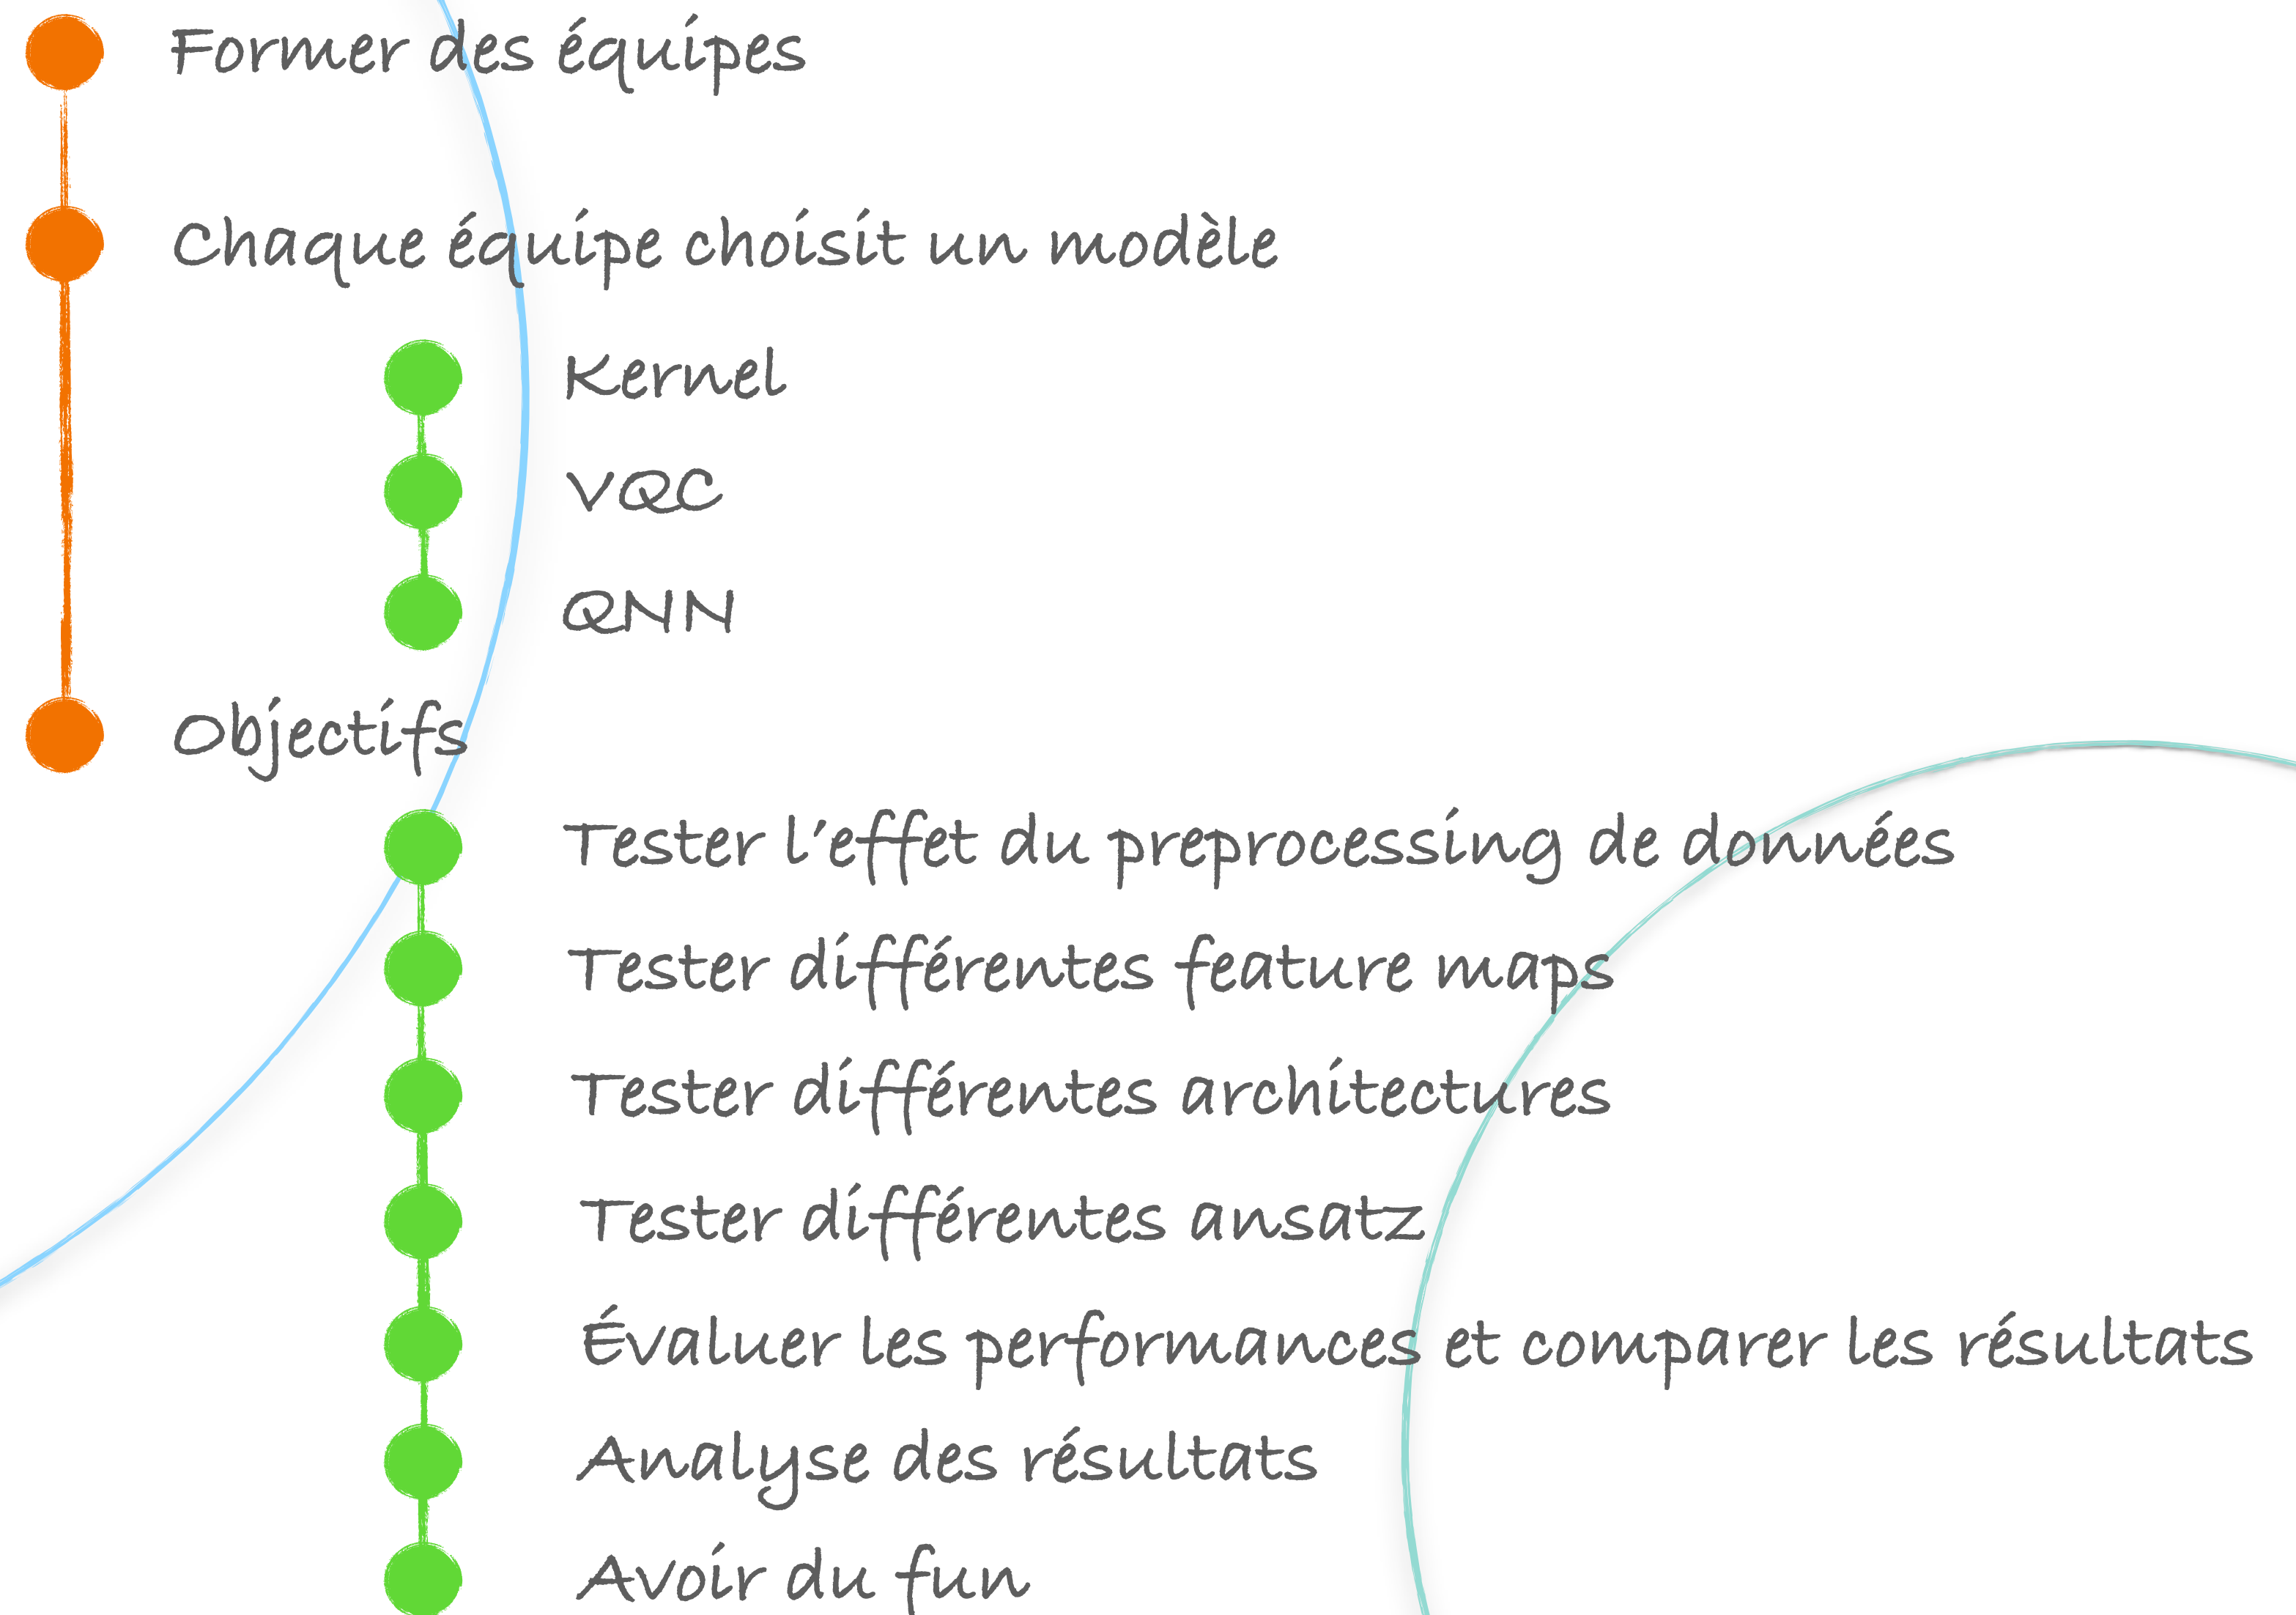 Former des équipes
Chaque équipe choisit un modèle
Kernel
VQC
QNN
Objectifs
Tester l'effet du preprocessing de données
Tester différentes feature maps
Tester différentes architectures
Tester différentes ansatz
Évaluer les performances et comparer les résultats
Analyse des résultats
Avoir du fun